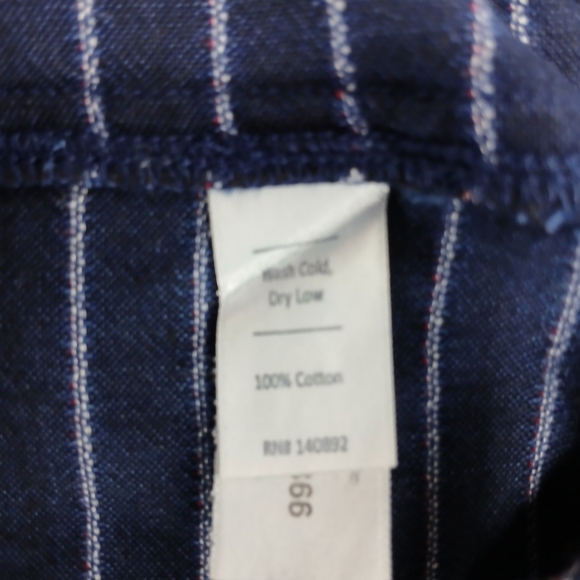 Wash Cold,
Dry Low
100% Cotton
RN# 140892